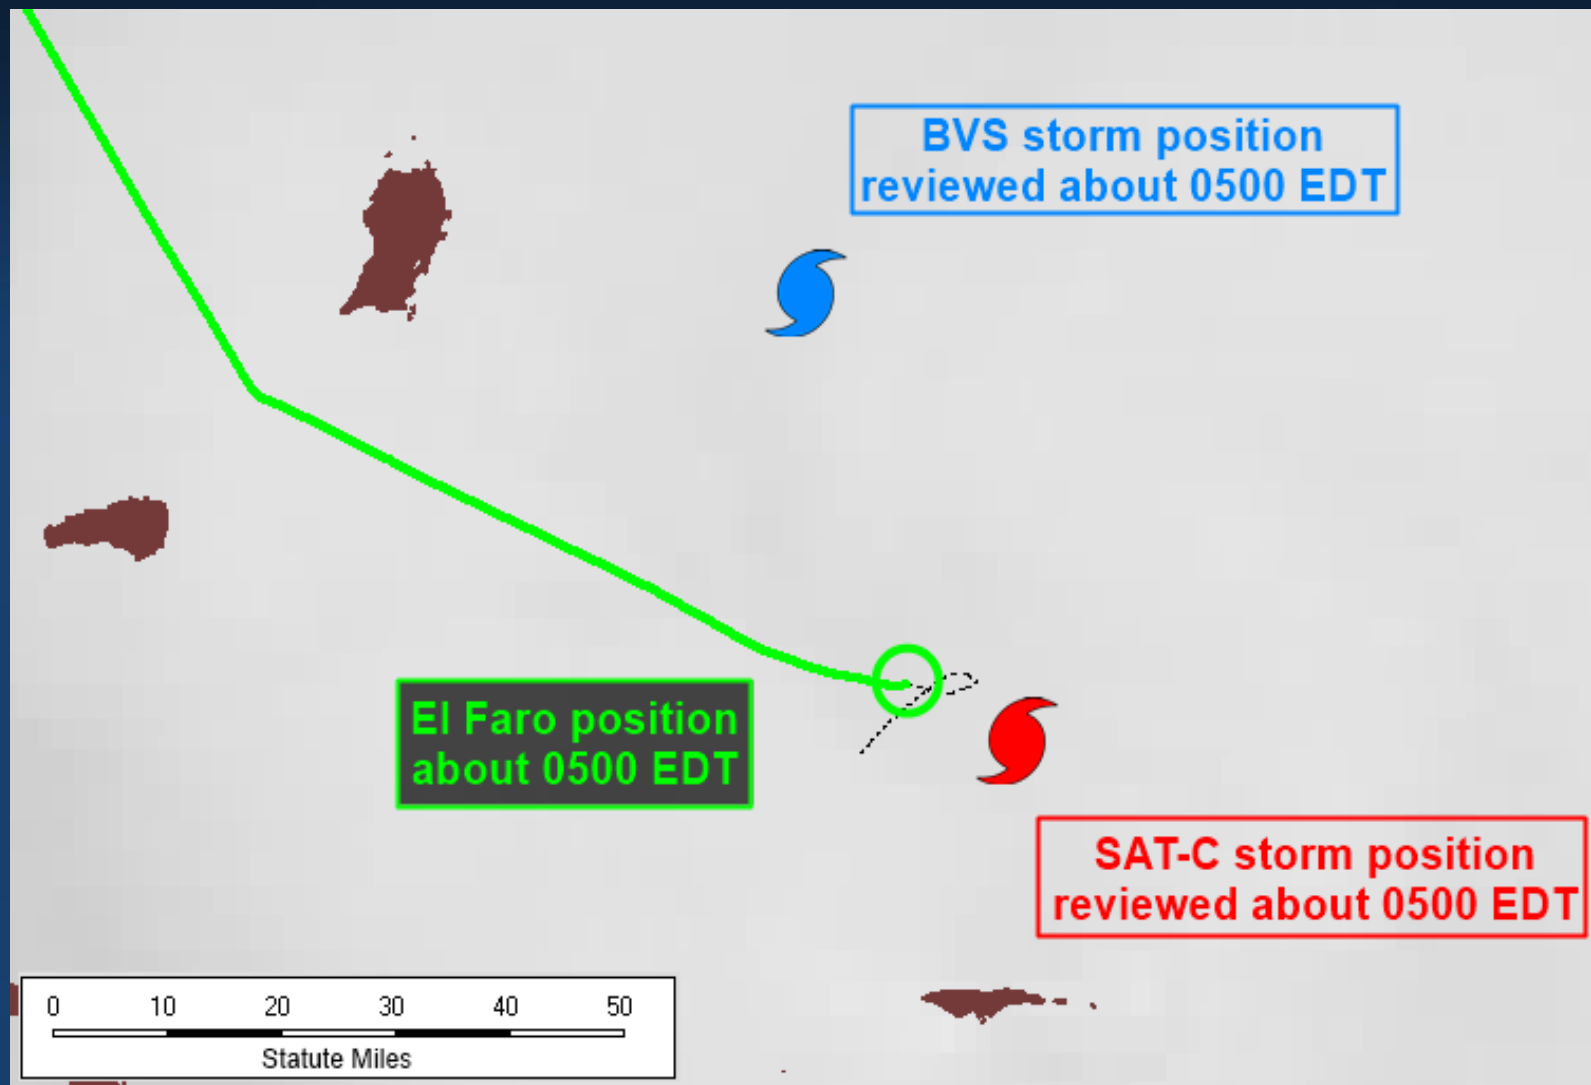 BVS storm position
reviewed about 0500 EDT
El Faro position
about 0500 EDT
SAT-C storm position
reviewed about 0500 EDT
0 10 20 30 40 50
Statute Miles